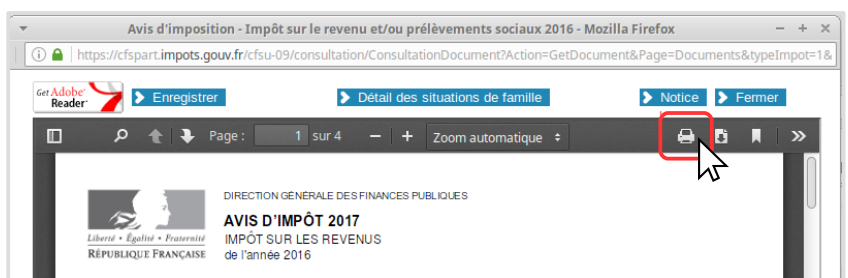 Avis d'imposition - Impôt sur le revenu et/ou prélèvements sociaux 2016 - Mozilla Firefox
https://cfspart.impots.gouv.fr/cfsu-09/consultation/ConsultationDocument?Action=GetDocument&Page=Documents&typeImpot=1&
Get Adobe® Reader®
Enregistrer
Détail des situations de famille
Notice
Fermer
Page : 1 sur 4 Zoom automatique
DIRECTION GÉNÉRALE DES FINANCES PUBLIQUES
AVIS D'IMPÔT 2017
IMPÔT SUR LES REVENUS
de l'année 2016
Liberté • Égalité • Fraternité
RÉPUBLIQUE FRANÇAISE